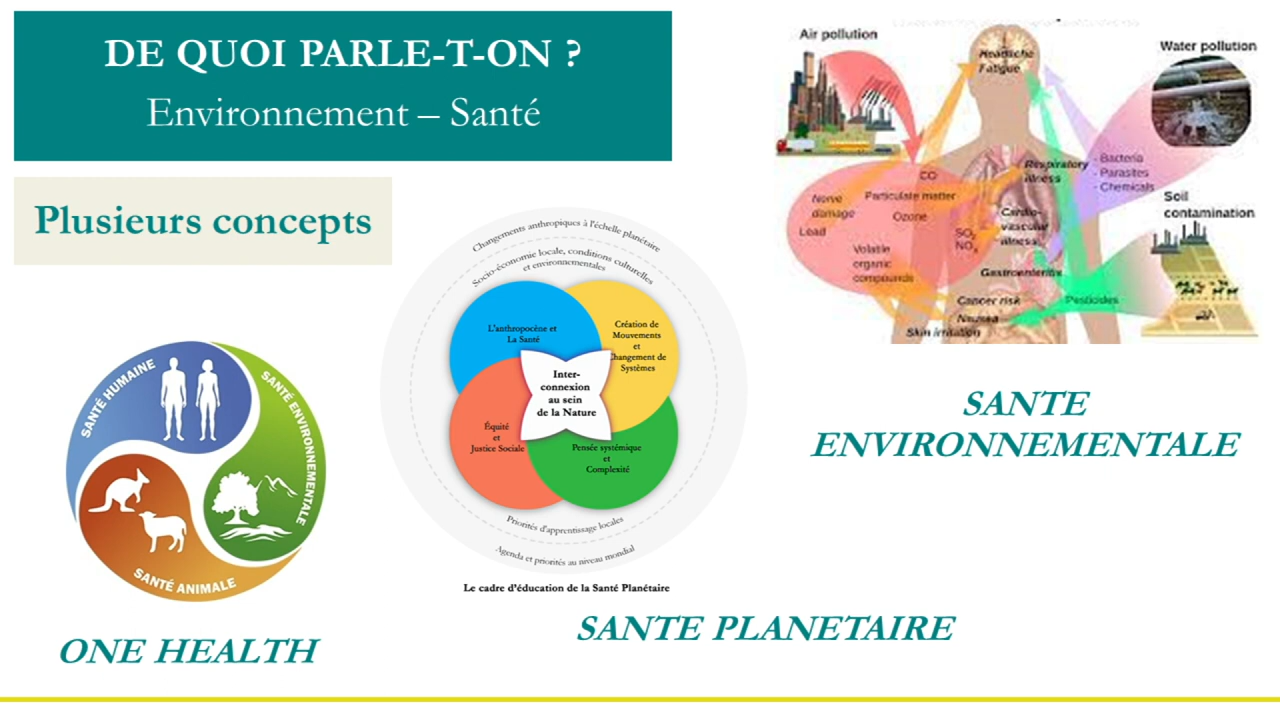 DE QUOI PARLE-T-ON ?
Environnement – Santé
Plusieurs concepts
SANTÉ HUMAINE
SANTÉ ENVIRONNEMENTALE
SANTÉ ANIMALE
ONE HEALTH
Changements anthropiques à l'échelle planétaire
Socio-économie locale, conditions culturelles
et environnementales
L'anthropocène et
La Santé
Création de
Mouvements
et
Changement de
Systèmes
Inter-
connexion
au sein
de la Nature
Équité
et
Justice Sociale
Pensée systémique
et
Complexité
Priorités d'apprentissage locales
Agenda et priorités au niveau mondial
Le cadre d'éducation de la Santé Planétaire
SANTE PLANETAIRE
Air pollution
Headache
Fatigue
Water pollution
CO
Particulate matter
Ozone
Nerve
damage
Lead
Volatile
organic
compounds
SO2
NOx
Respiratory
illness
- Bacteria
- Parasites
- Chemicals
Cardio-
vascular
illness
Soil
contamination
Gastroenteritis
Cancer risk
Pesticides
Nausea
Skin irritation
SANTE
ENVIRONNEMENTALE